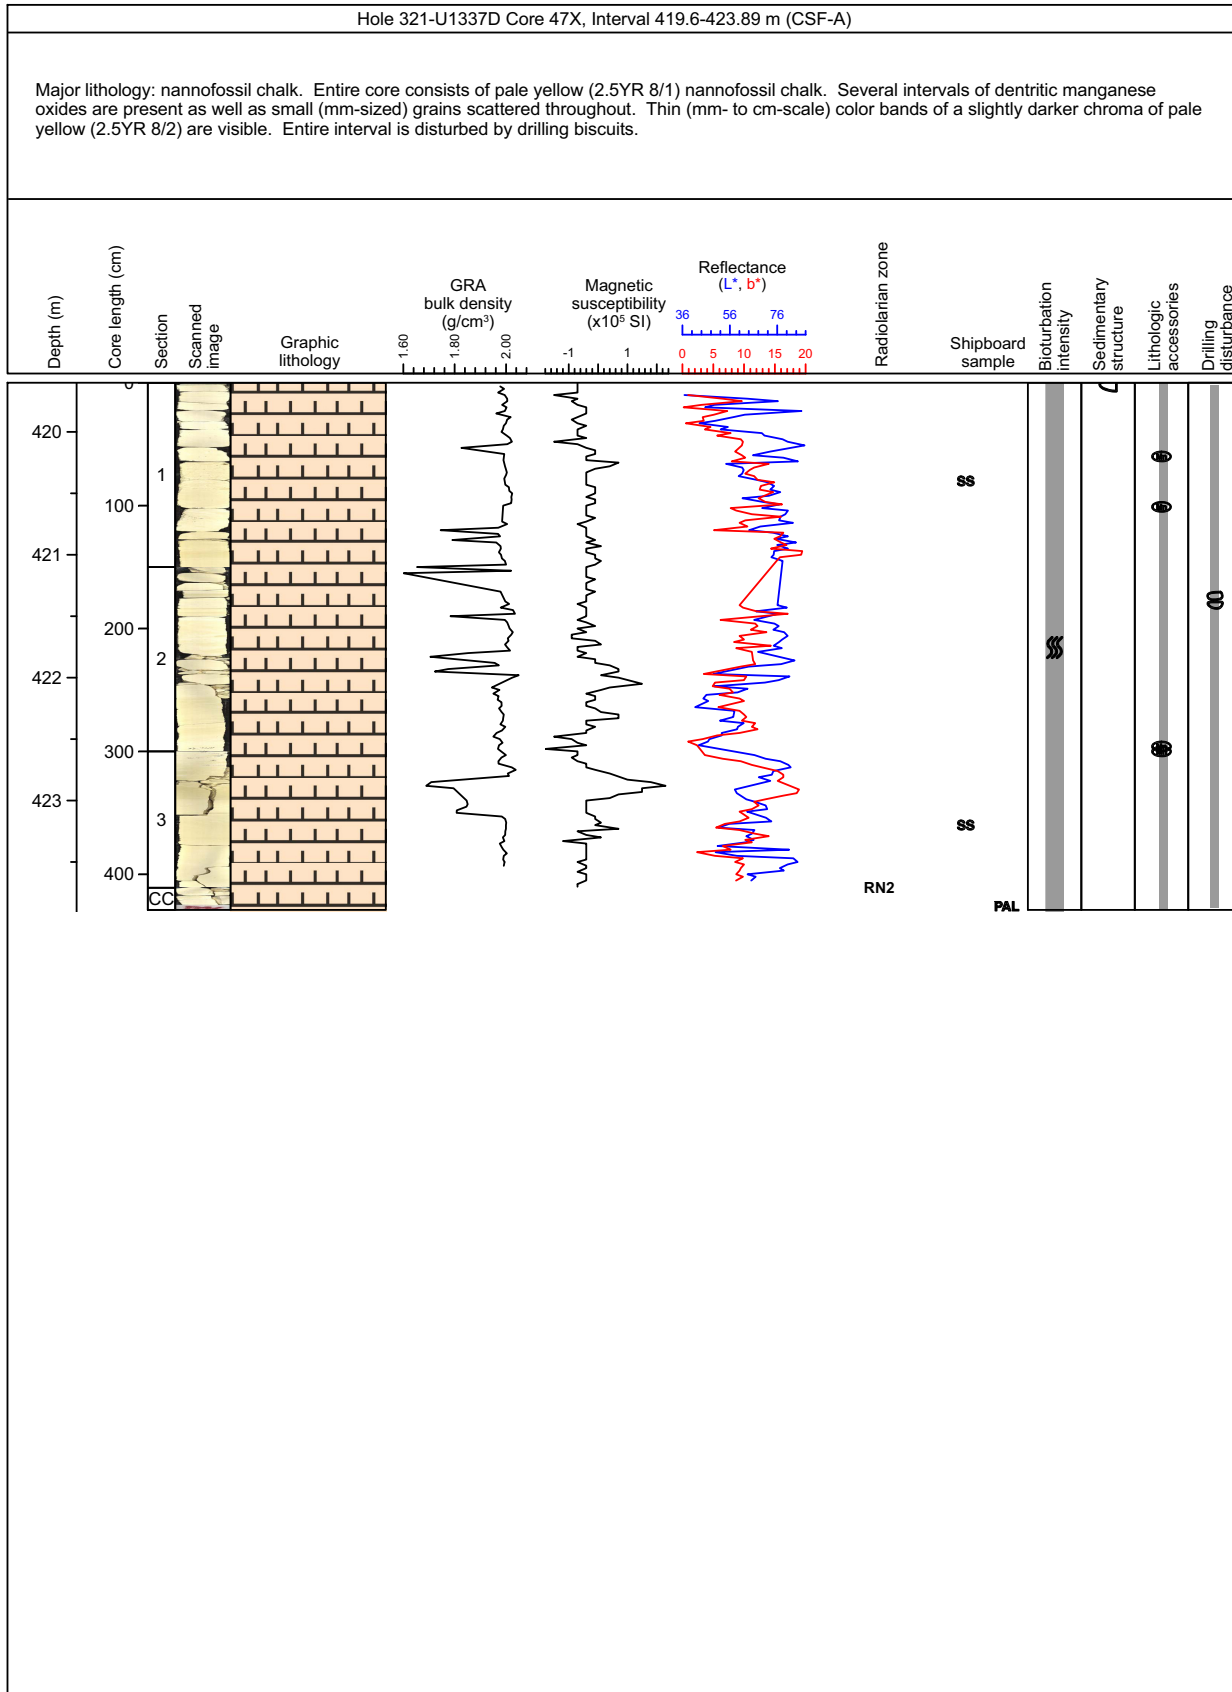 Hole 321-U1337D Core 47X, Interval 419.6-423.89 m (CSF-A)
Major lithology: nannofossil chalk. Entire core consists of pale yellow (2.5YR 8/1) nannofossil chalk. Several intervals of dentritic manganese
oxides are present as well as small (mm-sized) grains scattered throughout. Thin (mm- to cm-scale) color bands of a slightly darker chroma of pale
yellow (2.5YR 8/2) are visible. Entire interval is disturbed by drilling biscuits.
Depth (m)
Core length (cm)
Section
Scanned
image
Graphic
lithology
GRA
bulk density
(g/cm³)
1.60
1.80
2.00
Magnetic
susceptibility
(x10⁵ SI)
-1
1
Reflectance
(L*, b*)
36 56 76
0 5 10 15 20
Radiolarian zone
Shipboard
sample
Bioturbation
intensity
Sedimentary
structure
Lithologic
accessories
Drilling
disturbance
0
420
1
SS
100
421
200
2
422
300
423
3
SS
400
RN2
CC
PAL